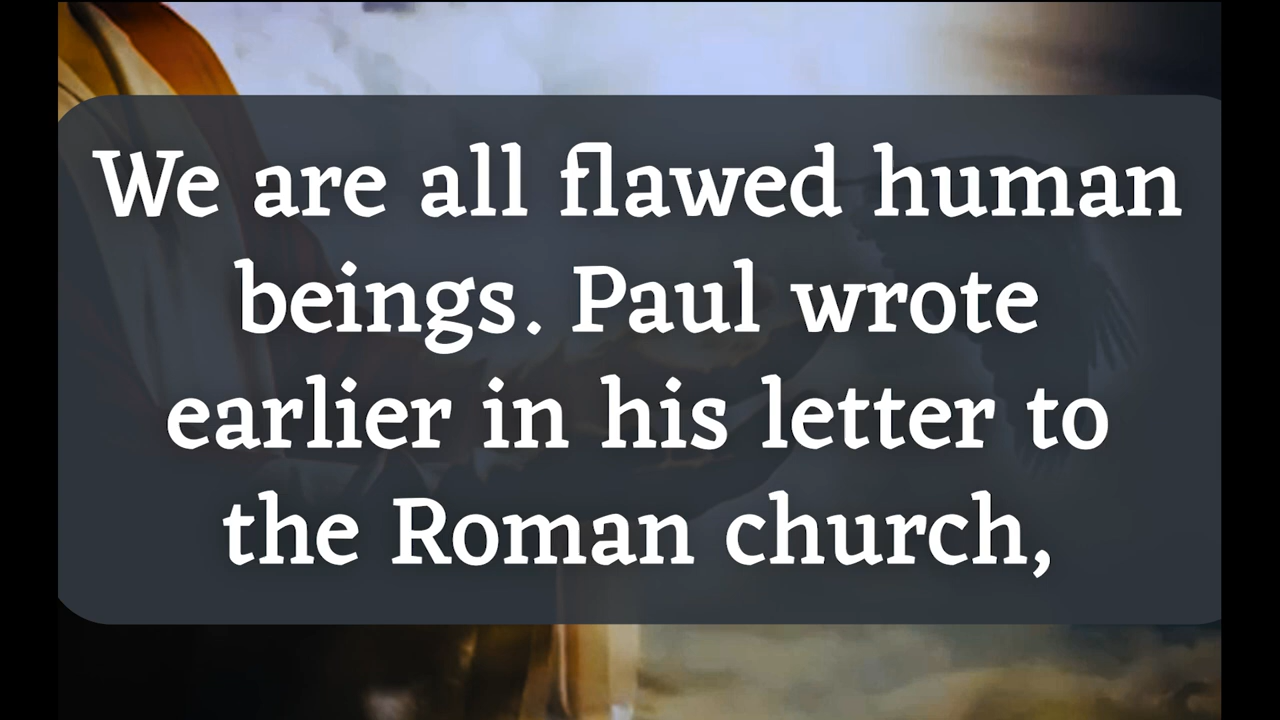 We are all flawed human
beings. Paul wrote
earlier in his letter to
the Roman church,